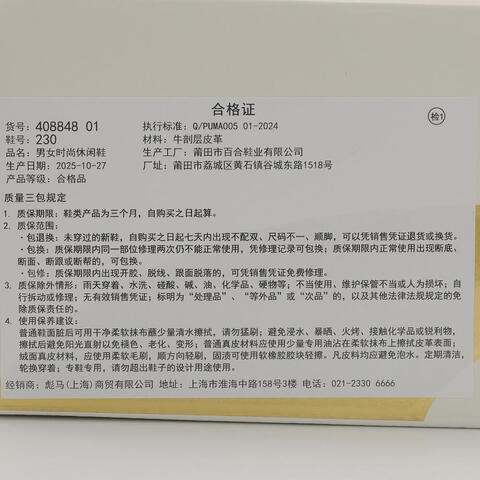 合格证
检1
货号：408848 01
执行标准：Q/PUMA005 01-2024
鞋号：230
材料：牛剖层皮革
品名：男女时尚休闲鞋
生产工厂：莆田市百合鞋业有限公司
生产日期：2025-10-27
厂址：莆田市荔城区黄石镇谷城东路1518号
产品等级：合格品
质量三包规定
1. 质保期限：鞋类产品为三个月，自购买之日起算。
2. 质保范围：
·包退换：未穿过的新鞋，自购买之日起七天内出现不配双、尺码不一、顺脚，可以凭销售凭证退货或换货。
·包换：质保期限内同一部位修理两次仍不能正常使用，凭修理记录可包换；质保期限内正常使用出现断底、
断面、断跟或断帮的，可包换。
·包修：质保期限内出现开胶、脱线、跟面脱落的，可凭销售凭证免费修理。
3. 质保除外情形：雨天穿着、水洗、碰酸、碱、油、化学品、硬物等；不当使用、维护保管不当或人为损坏；自
行拆动或修理；无有效销售凭证；标明为“处理品”、“等外品”或“次品”的，以及其他法律法规规定的免
除质保责任的。
4. 使用保养建议：
普通鞋面脏后可用干净柔软抹布蘸少量清水擦拭，请勿猛刷；避免浸水、暴晒、火烤、接触化学品或锐利物，
擦拭后避免阳光直射以免褪色、老化、变形；普通真皮材料应使用少量专用油沾在柔软抹布上擦拭皮革表面；
绒面真皮材料，应使用柔软毛刷，顺方向轻刷，固渍可使用软橡胶胶块轻擦。凡皮料均应避免泡水。定期清洁，
轮换穿着；专鞋专用，请勿超出鞋子的设计用途使用。
经销商：彪马(上海)商贸有限公司 地址：上海市淮海中路158号3楼 电话：021-2330 6666